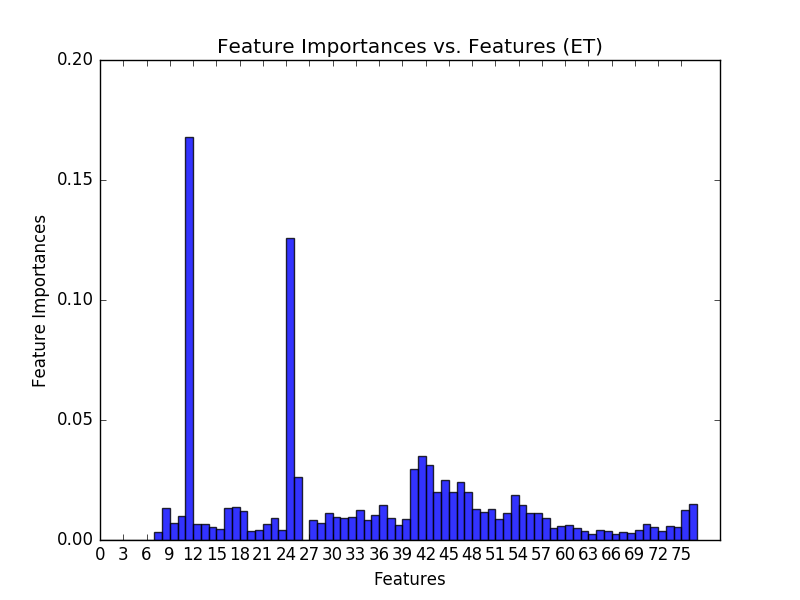 Feature Importances vs. Features (ET)
0.20
0.15
0.10
0.05
0.00
Feature Importances
0 3 6 9 12 15 18 21 24 27 30 33 36 39 42 45 48 51 54 57 60 63 66 69 72 75
Features